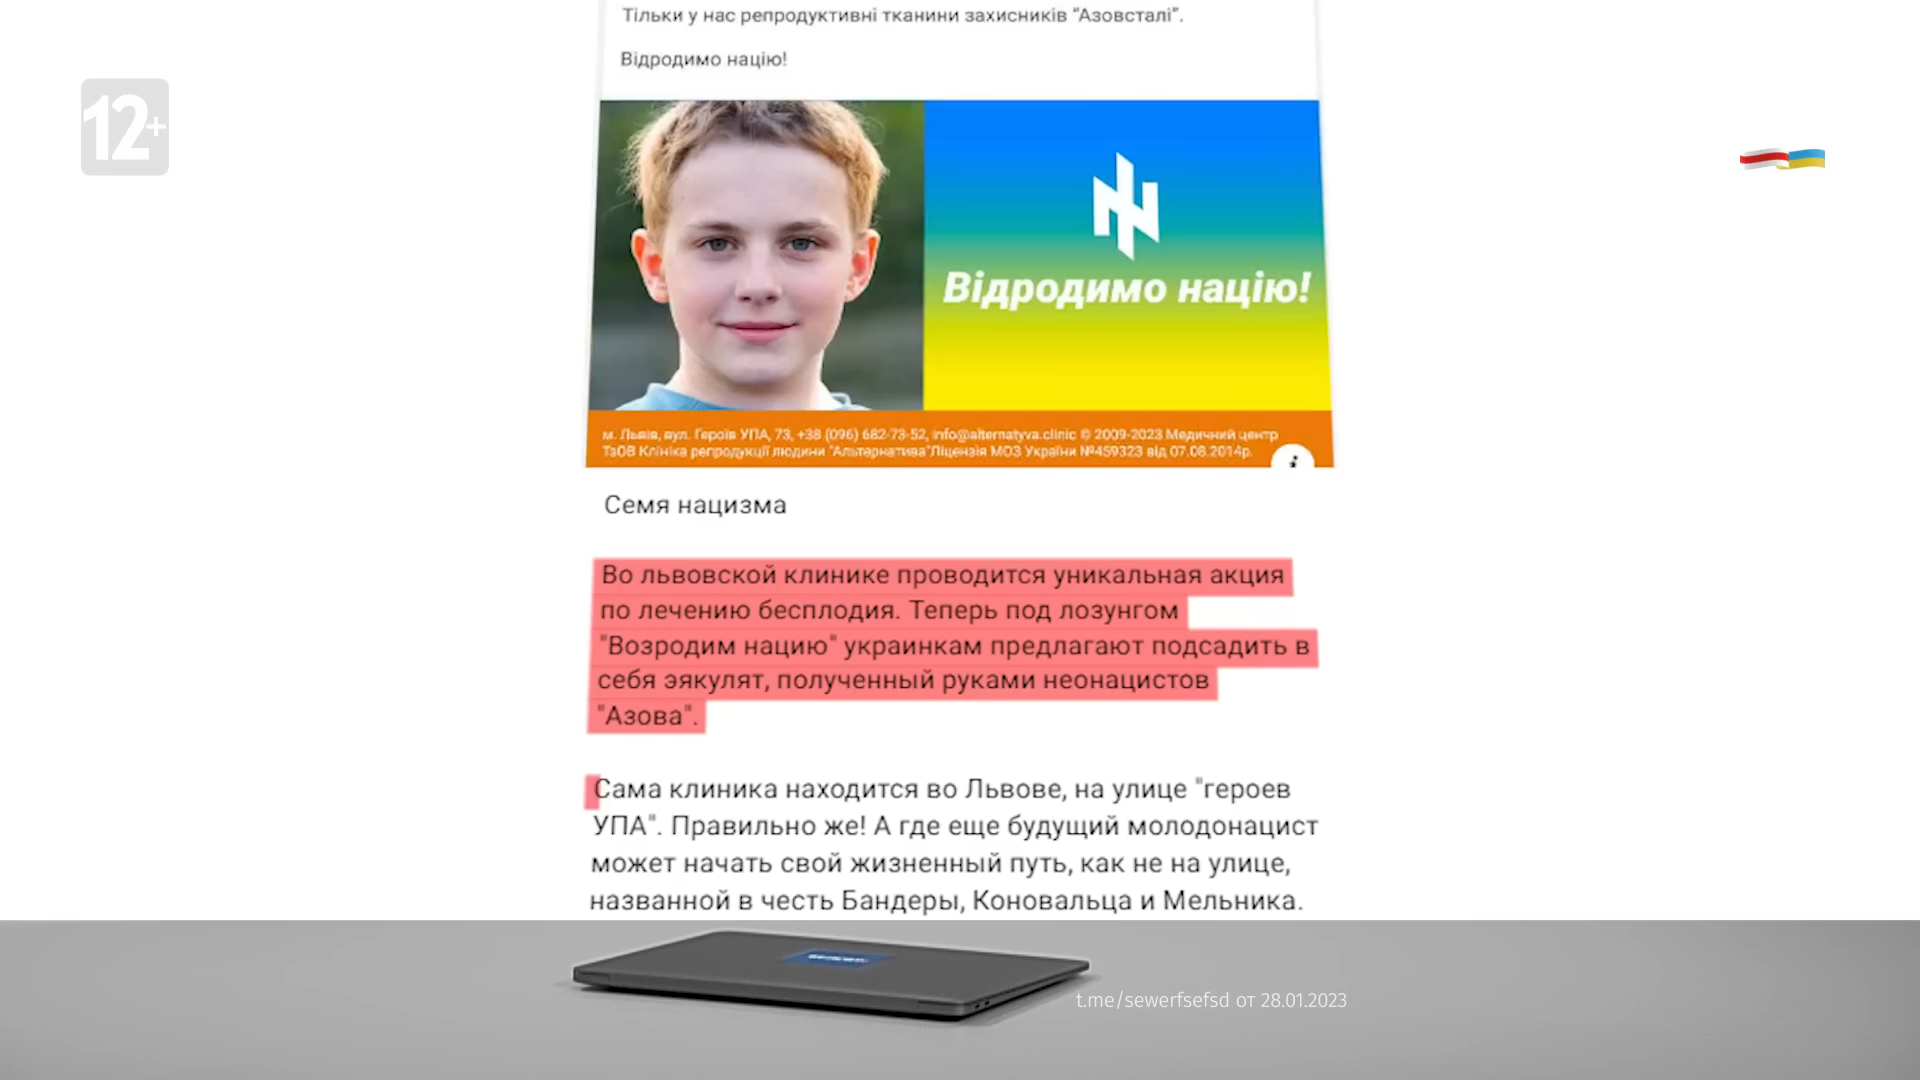 Тільки у нас репродуктивні тканини захисників "Азовсталі".
Відродимо націю!
12+
Відродимо націю!
м. Львів, вул. Героїв УПА, 73, +38 (096) 682-73-52, info@alternatyva.clinic © 2009-2023 Медичний центр
ТзОВ Клініка репродукції людини "Альтернатива"Ліцензія МОЗ України №459323 від 07.08.2014р.
i
Семя нацизма
Во львовской клинике проводится уникальная акция
по лечению бесплодия. Теперь под лозунгом
"Возродим нацию" украинкам предлагают подсадить в
себя эякулят, полученный руками неонацистов
"Азова".
Сама клиника находится во Львове, на улице "героев
УПА". Правильно же! А где еще будущий молодонацист
может начать свой жизненный путь, как не на улице,
названной в честь Бандеры, Коновальца и Мельника.
t.me/sewerfsefsd от 28.01.2023